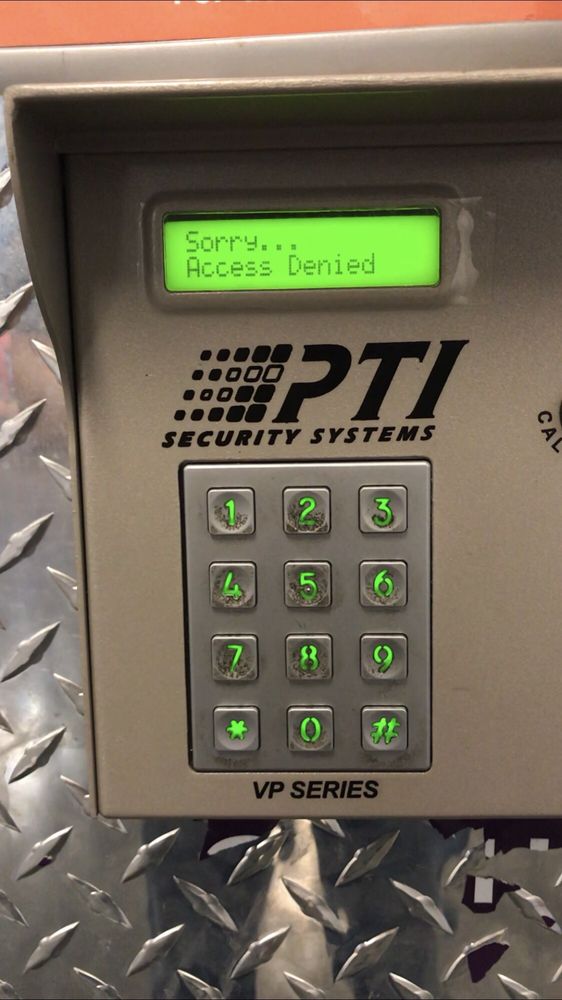 Sorry...
Access Denied
PTI
SECURITY SYSTEMS
1 2 3
4 5 6
7 8 9
* 0 #
VP SERIES